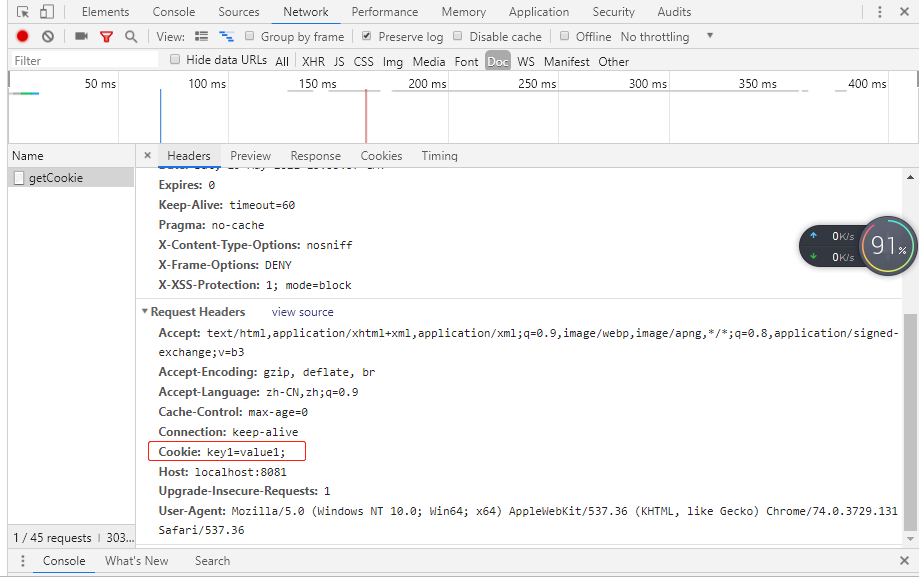 Elements Console Sources Network Performance Memory Application Security Audits
View: Group by frame Preserve log Disable cache Offline No throttling
Filter Hide data URLs All XHR JS CSS Img Media Font Doc WS Manifest Other
50 ms 100 ms 150 ms 200 ms 250 ms 300 ms 350 ms 400 ms
Name
getCookie
1 / 45 requests 303...
× Headers Preview Response Cookies Timing
Expires: 0
Keep-Alive: timeout=60
Pragma: no-cache
X-Content-Type-Options: nosniff
X-Frame-Options: DENY
X-XSS-Protection: 1; mode=block
Request Headers view source
Accept: text/html,application/xhtml+xml,application/xml;q=0.9,image/webp,image/apng,*/*;q=0.8,application/signed-
exchange;v=b3
Accept-Encoding: gzip, deflate, br
Accept-Language: zh-CN,zh;q=0.9
Cache-Control: max-age=0
Connection: keep-alive
Cookie: key1=value1;
Host: localhost:8081
Upgrade-Insecure-Requests: 1
User-Agent: Mozilla/5.0 (Windows NT 10.0; Win64; x64) AppleWebKit/537.36 (KHTML, like Gecko) Chrome/74.0.3729.131
Safari/537.36
0K/s
0K/s
91%
Console What's New Search